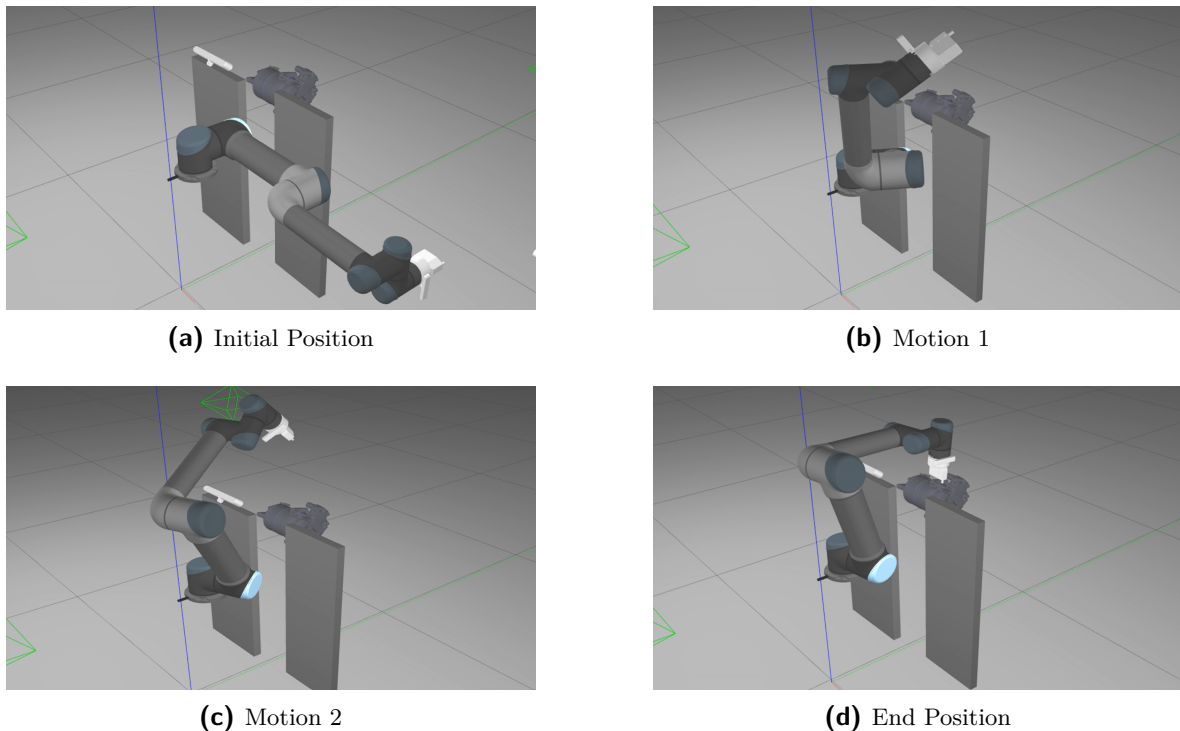 (a) Initial Position
(b) Motion 1
(c) Motion 2
(d) End Position